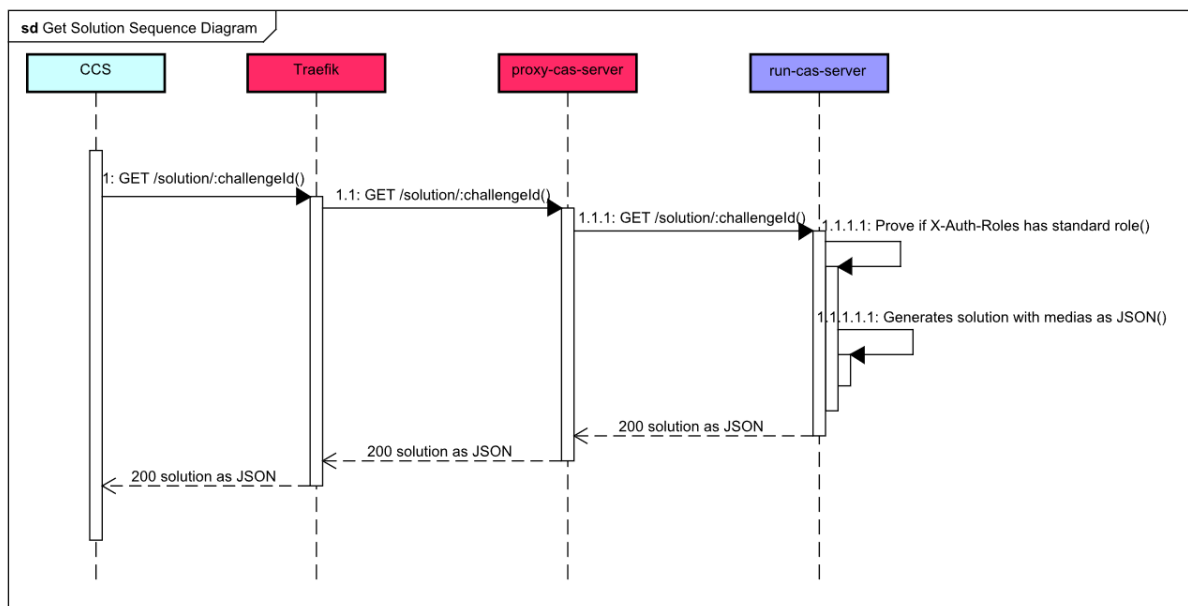 sd Get Solution Sequence Diagram
CCS
Traefik
proxy-cas-server
run-cas-server
1: GET /solution/:challengeId()
1.1: GET /solution/:challengeId()
1.1.1: GET /solution/:challengeId()
1.1.1.1: Prove if X-Auth-Roles has standard role()
1.1.1.1.1: Generates solution with medias as JSON()
200 solution as JSON
200 solution as JSON
200 solution as JSON